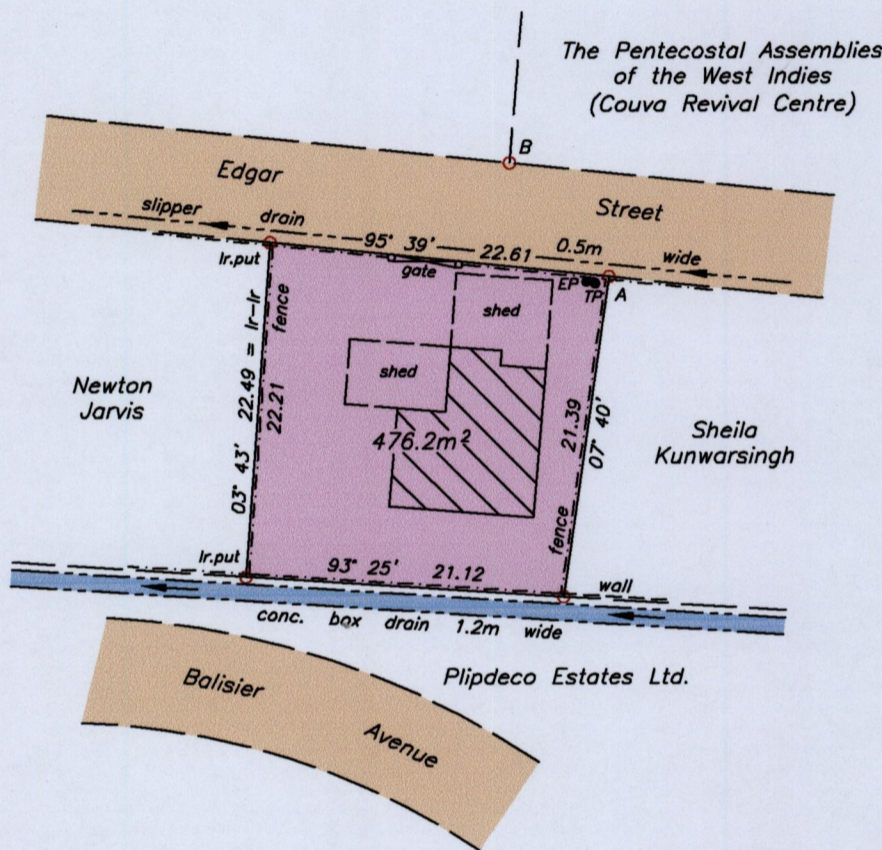 The Pentecostal Assemblies
of the West Indies
(Couva Revival Centre)
B
Edgar Street
slipper drain 0.5m wide
95° 39' 22.61
Ir.put
gate
EP
TP
A
shed
shed
fence
03° 43' 22.49 = Ir-Ir
22.21
Newton
Jarvis
476.2m²
21.39
07° 40'
Sheila
Kunwarsingh
fence
Ir.put
93° 25' 21.12
wall
conc. box drain 1.2m wide
Plipdeco Estates Ltd.
Balisier Avenue